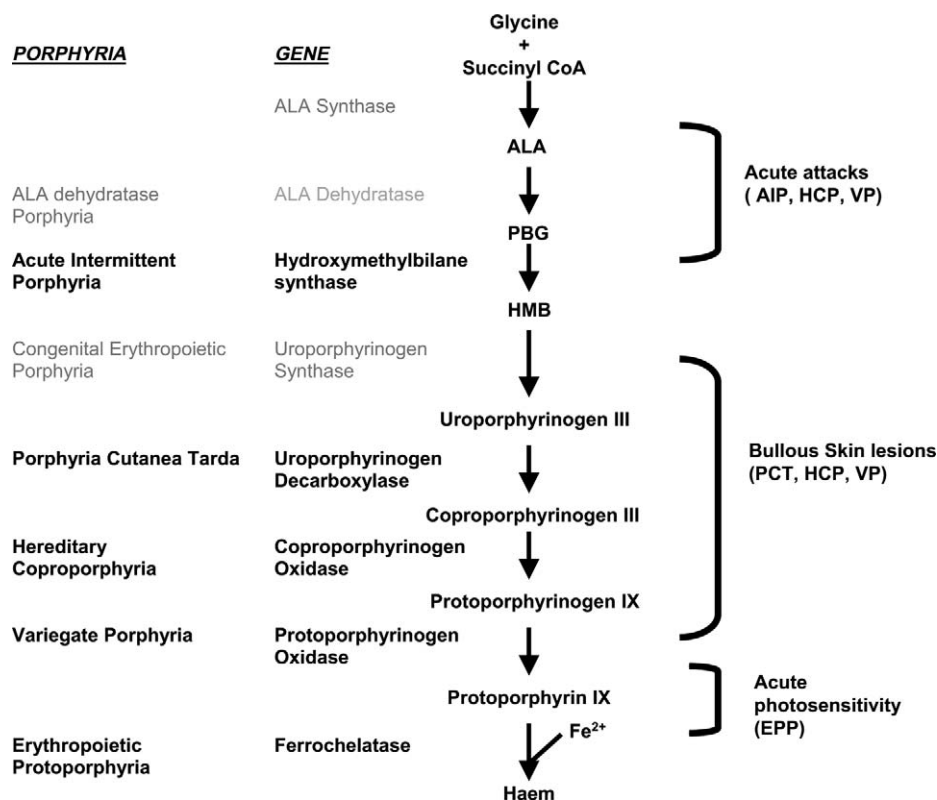 PORPHYRIA
GENE
Glycine
+
Succinyl CoA
ALA Synthase
ALA
ALA dehydratase
Porphyria
ALA Dehydratase
PBG
Acute attacks
( AIP, HCP, VP)
Acute Intermittent
Porphyria
Hydroxymethylbilane
synthase
HMB
Congenital Erythropoietic
Porphyria
Uroporphyrinogen
Synthase
Uroporphyrinogen III
Porphyria Cutanea Tarda
Uroporphyrinogen
Decarboxylase
Bullous Skin lesions
(PCT, HCP, VP)
Coproporphyrinogen III
Hereditary
Coproporphyria
Coproporphyrinogen
Oxidase
Protoporphyrinogen IX
Variegate Porphyria
Protoporphyrinogen
Oxidase
Protoporphyrin IX
Acute
photosensitivity
(EPP)
Fe²⁺
Erythropoietic
Protoporphyria
Ferrochelatase
Haem